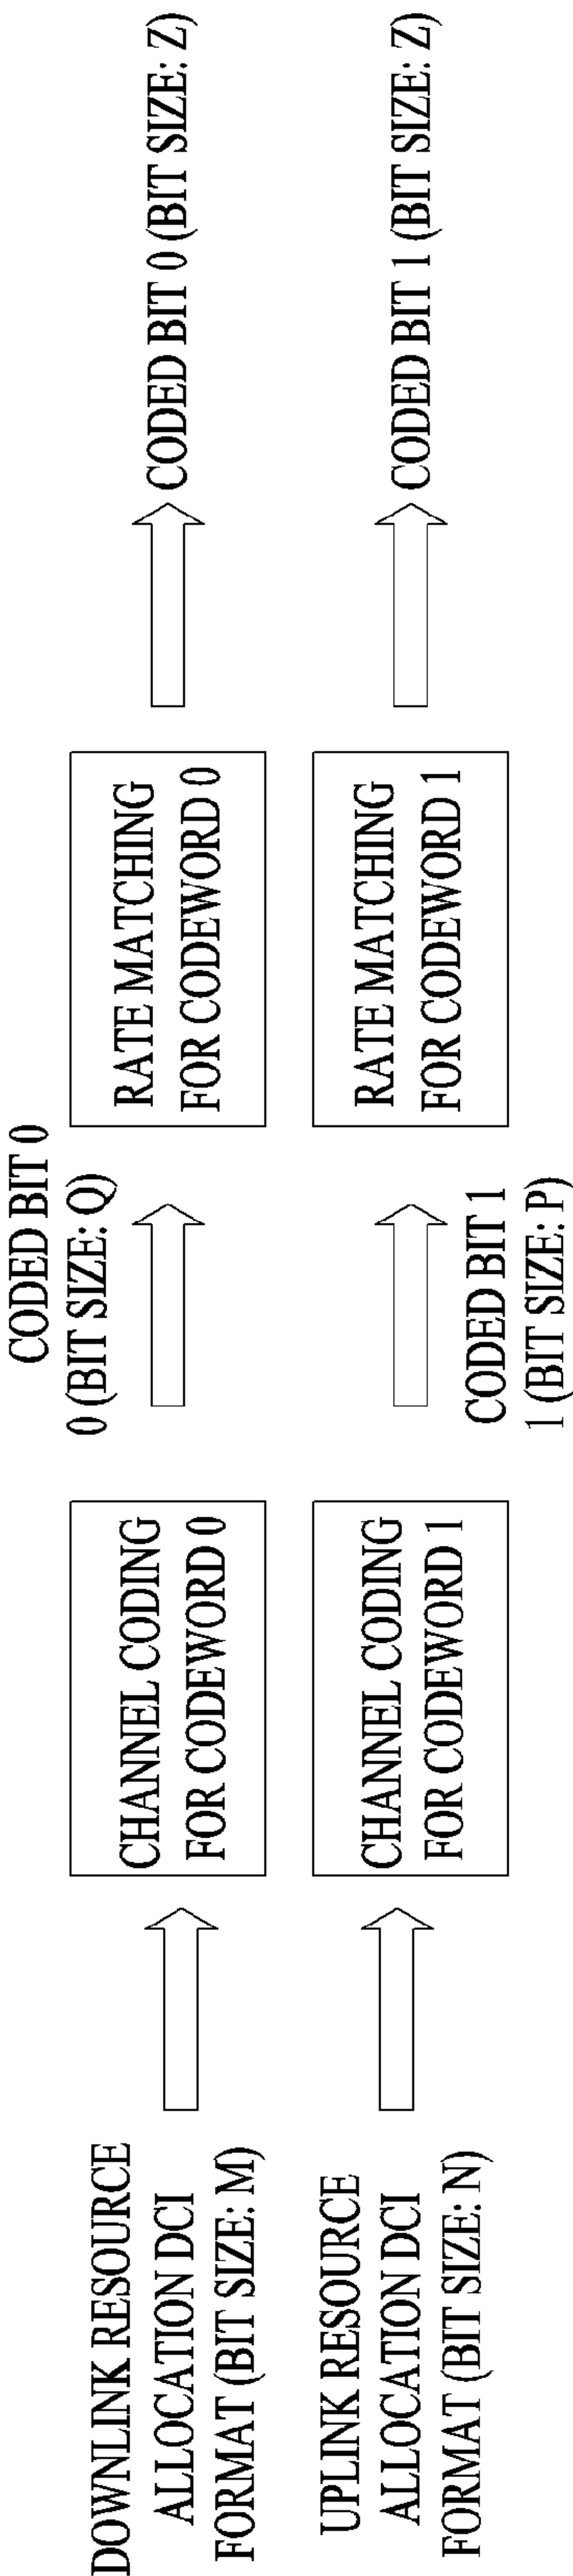 DOWNLINK RESOURCE
ALLOCATION DCI
FORMAT (BIT SIZE: M)
CHANNEL CODING
FOR CODEWORD 0
CODED BIT 0
0 (BIT SIZE: Q)
RATE MATCHING
FOR CODEWORD 0
CODED BIT 0 (BIT SIZE: Z)
UPLINK RESOURCE
ALLOCATION DCI
FORMAT (BIT SIZE: N)
CHANNEL CODING
FOR CODEWORD 1
CODED BIT 1
1 (BIT SIZE: P)
RATE MATCHING
FOR CODEWORD 1
CODED BIT 1 (BIT SIZE: Z)